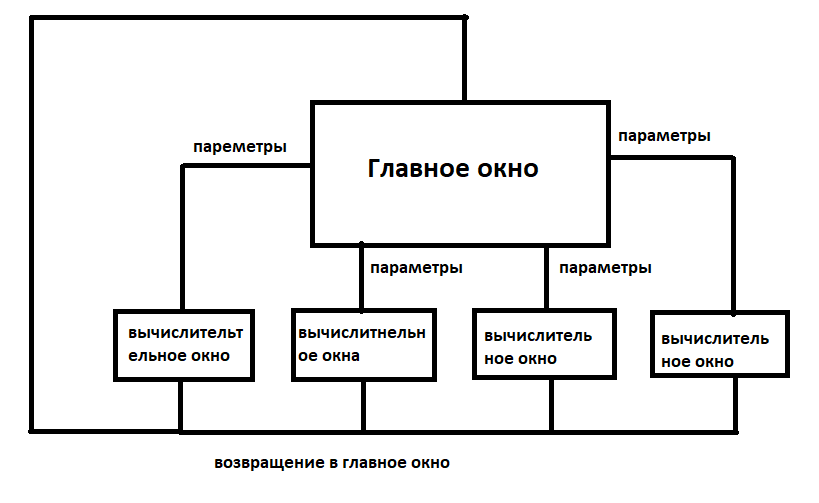 пареметры
параметры
Главное окно
параметры
параметры
вычислительт
ельное окно
вычислитнельн
ое окна
вычислитель
ное окно
вычислитель
ное окно
возвращение в главное окно